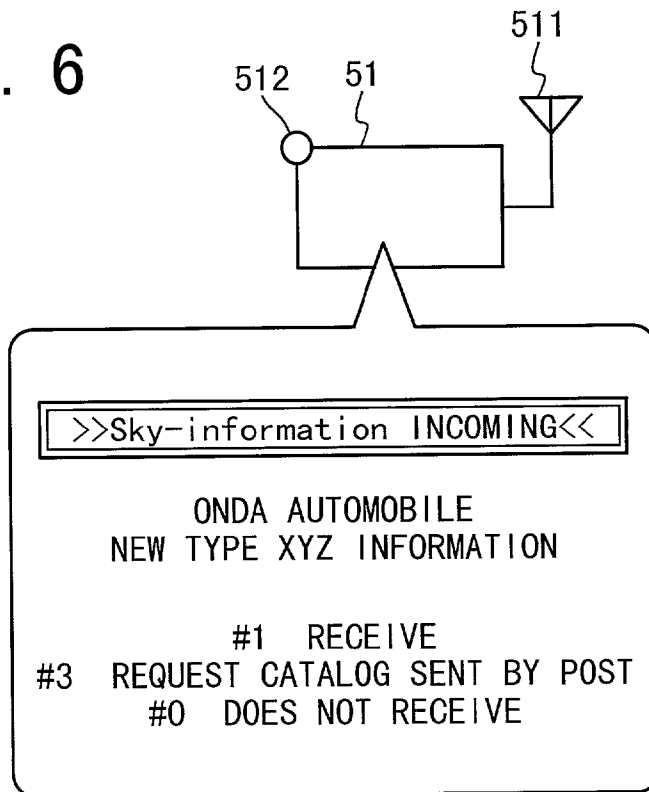 . 6
511
512 51
>>Sky-information INCOMING<<
ONDA AUTOMOBILE
NEW TYPE XYZ INFORMATION
#1 RECEIVE
#3 REQUEST CATALOG SENT BY POST
#0 DOES NOT RECEIVE